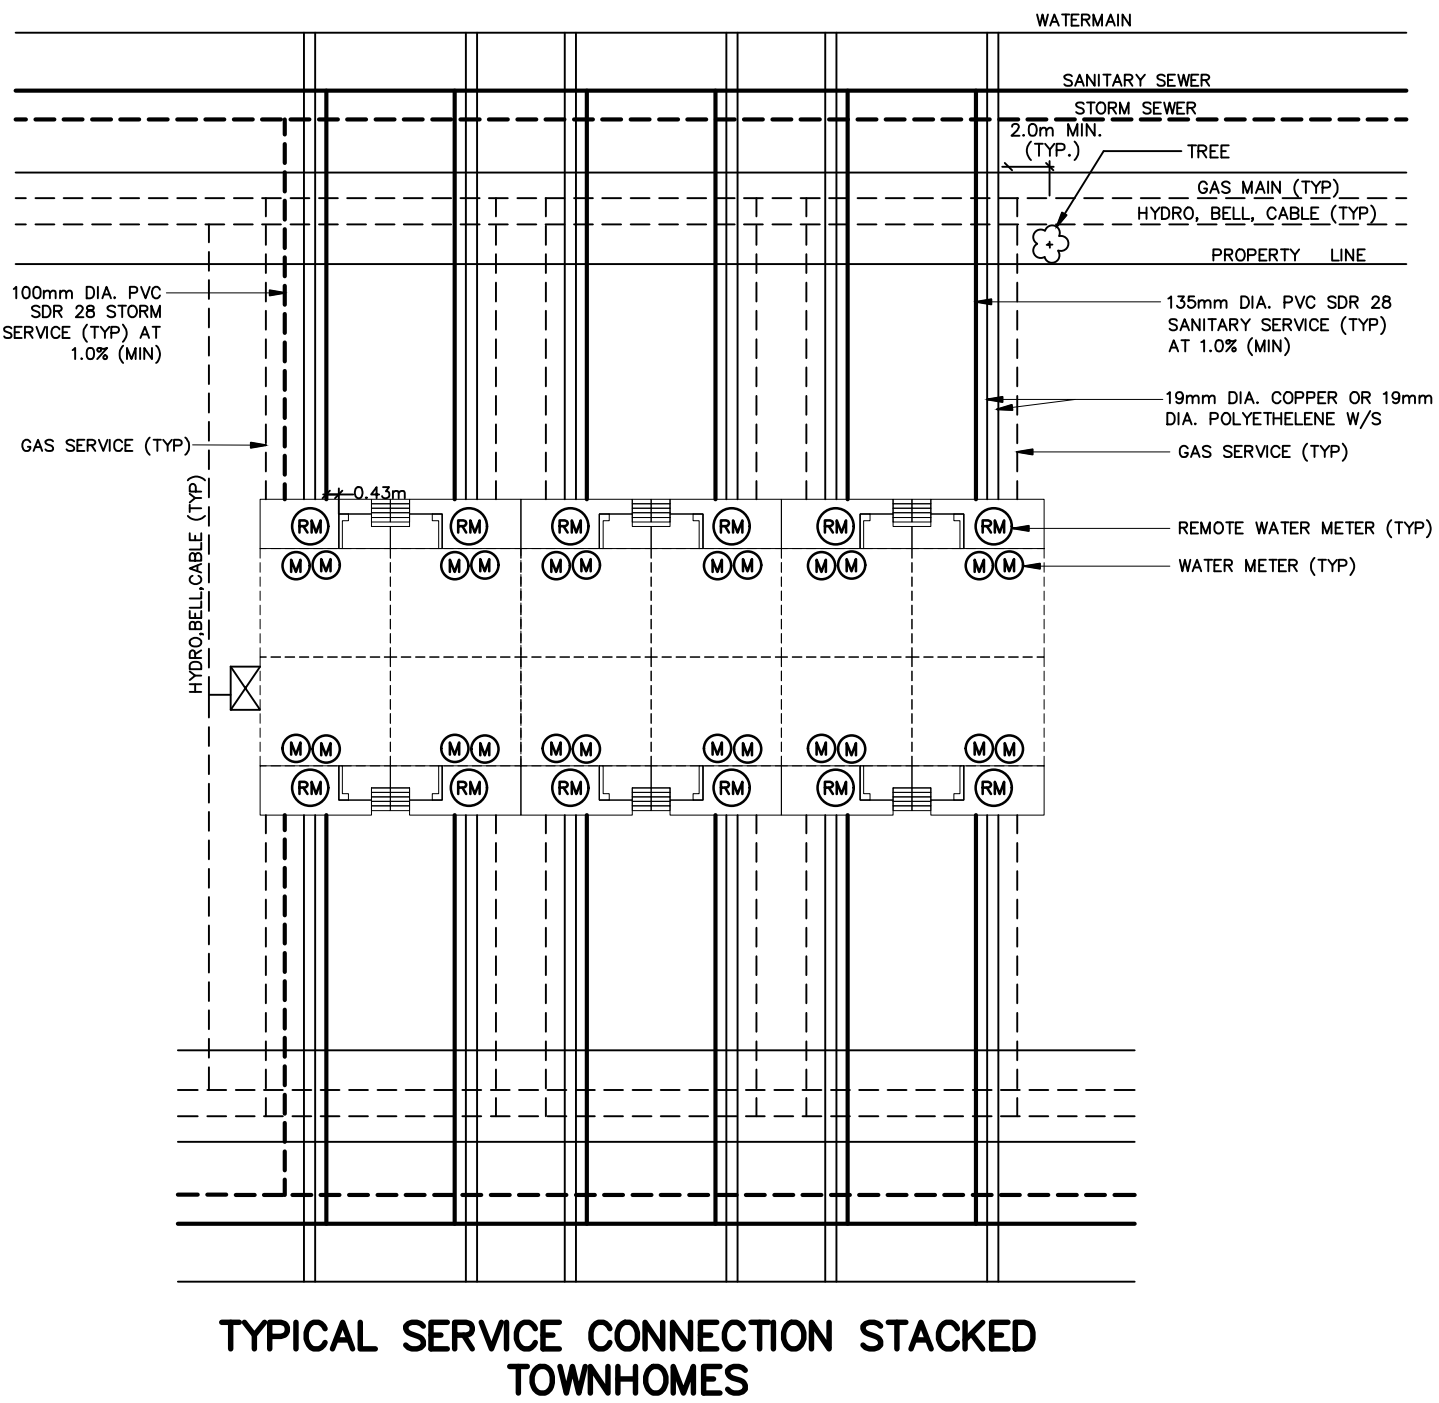 WATERMAIN
SANITARY SEWER
STORM SEWER
2.0m MIN.
(TYP.)
TREE
GAS MAIN (TYP)
HYDRO, BELL, CABLE (TYP)
PROPERTY LINE
100mm DIA. PVC
SDR 28 STORM
SERVICE (TYP) AT
1.0% (MIN)
135mm DIA. PVC SDR 28
SANITARY SERVICE (TYP)
AT 1.0% (MIN)
19mm DIA. COPPER OR 19mm
DIA. POLYETHELENE W/S
GAS SERVICE (TYP)
GAS SERVICE (TYP)
HYDRO,BELL,CABLE (TYP)
0.43m
RM RM RM RM RM RM
REMOTE WATER METER (TYP)
M M M M M M M M M M M M
WATER METER (TYP)
M M M M M M M M M M M M
RM RM RM RM RM RM
TYPICAL SERVICE CONNECTION STACKED
TOWNHOMES